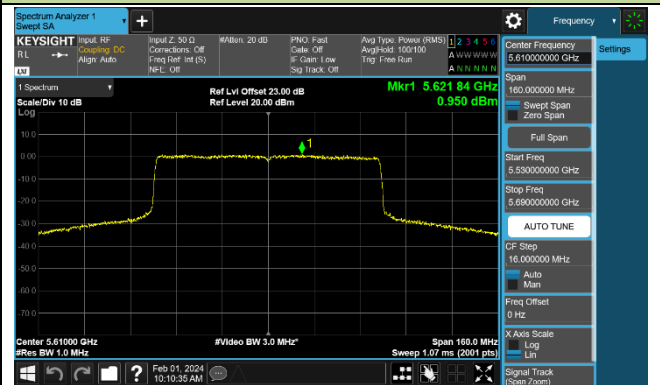 Spectrum Analyzer 1
Swept SA
+
Frequency
KEYSIGHT
RL
LXI
Input: RF
Coupling: DC
Align: Auto
Input Z: 50 Ω
Corrections: Off
Freq Ref: Int (S)
NFE: Off
#Atten: 20 dB
PNO: Fast
Gate: Off
IF Gain: Low
Sig Track: Off
Avg Type: Power (RMS)
Avg|Hold: 100/100
Trig: Free Run
1 2 3 4 5 6
A W W W W W
A N N N N N
1 Spectrum
Scale/Div 10 dB
Log
Ref Lvl Offset 23.00 dB
Ref Level 20.00 dBm
Mkr1 5.621 84 GHz
0.950 dBm
10.0
0.00
-10.0
-20.0
-30.0
-40.0
-50.0
-60.0
-70.0
1
Center 5.61000 GHz
#Res BW 1.0 MHz
#Video BW 3.0 MHz*
Span 160.0 MHz
Sweep 1.07 ms (2001 pts)
Feb 01, 2024
10:10:35 AM
?
Center Frequency
5.610000000 GHz
Span
160.000000 MHz
Swept Span
Zero Span
Full Span
Start Freq
5.530000000 GHz
Stop Freq
5.690000000 GHz
AUTO TUNE
CF Step
16.000000 MHz
Auto
Man
Freq Offset
0 Hz
X Axis Scale
Log
Lin
Signal Track
(Span Zoom)
Settings